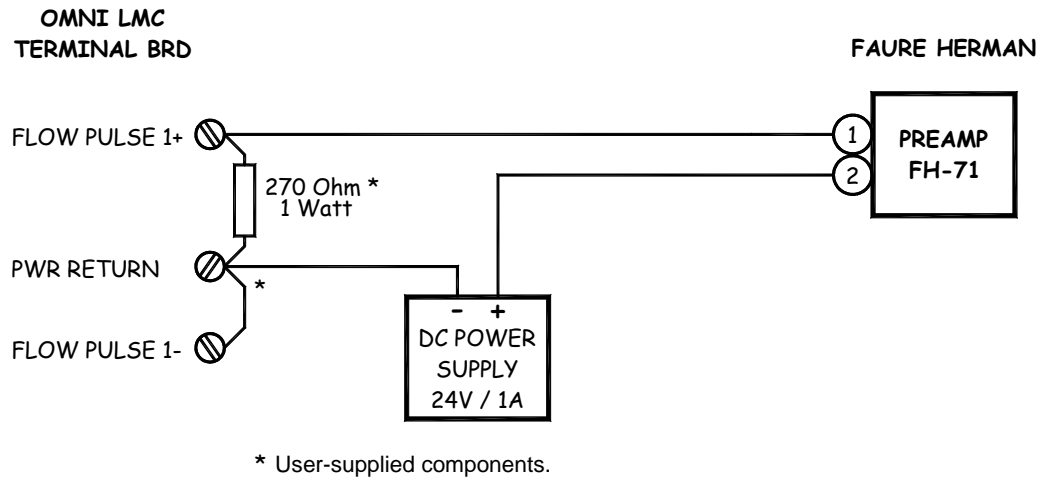 OMNI LMC
TERMINAL BRD
FAURE HERMAN
FLOW PULSE 1+
1
PREAMP
FH-71
2
270 Ohm *
1 Watt
PWR RETURN
*
- +
DC POWER
SUPPLY
24V / 1A
FLOW PULSE 1-
* User-supplied components.